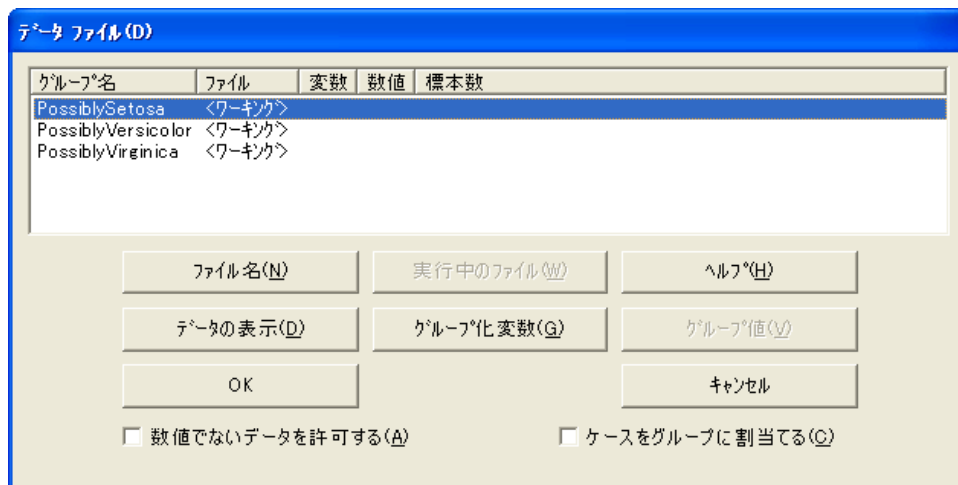 データ ファイル(D)
グループ名 ファイル 変数 数値 標本数
PossiblySetosa <ワーキング>
PossiblyVersicolor <ワーキング>
PossiblyVirginica <ワーキング>
ファイル名(N) 実行中のファイル(W) ヘルプ(H)
データの表示(D) グループ化変数(G) グループ値(V)
OK キャンセル
数値でないデータを許可する(A) ケースをグループに割当てる(C)